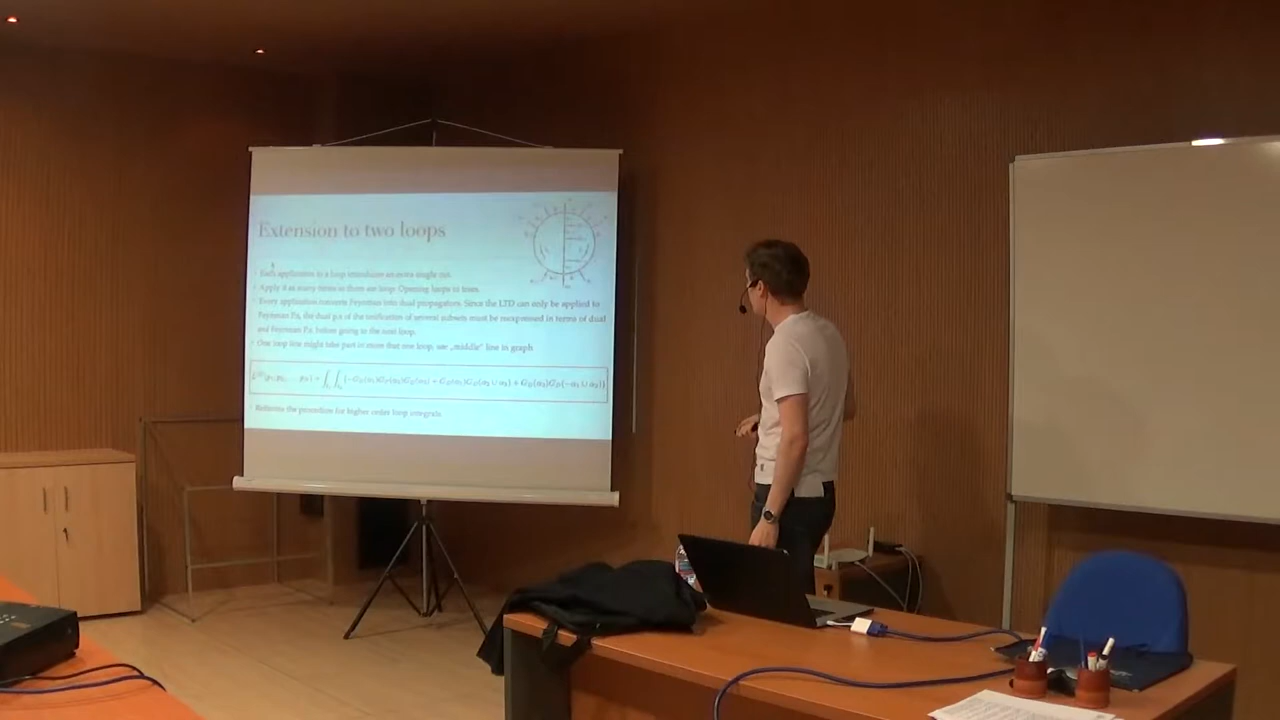 Extension to two loops
Each application to a loop introduces an extra single cut.
Apply it as many times as there are loop. Opening loops to trees.
Every application converts Feynman into dual propagators. Since the LTD can only be applied to
Feynman P.s, the dual p.s of the unification of several subsets must be reexpressed in terms of dual
and Feynman P.s. before going to the next loop.
One loop line might take part in more that one loop, see „middle" line in graph
Reiterate the procedure for higher order loop integrals